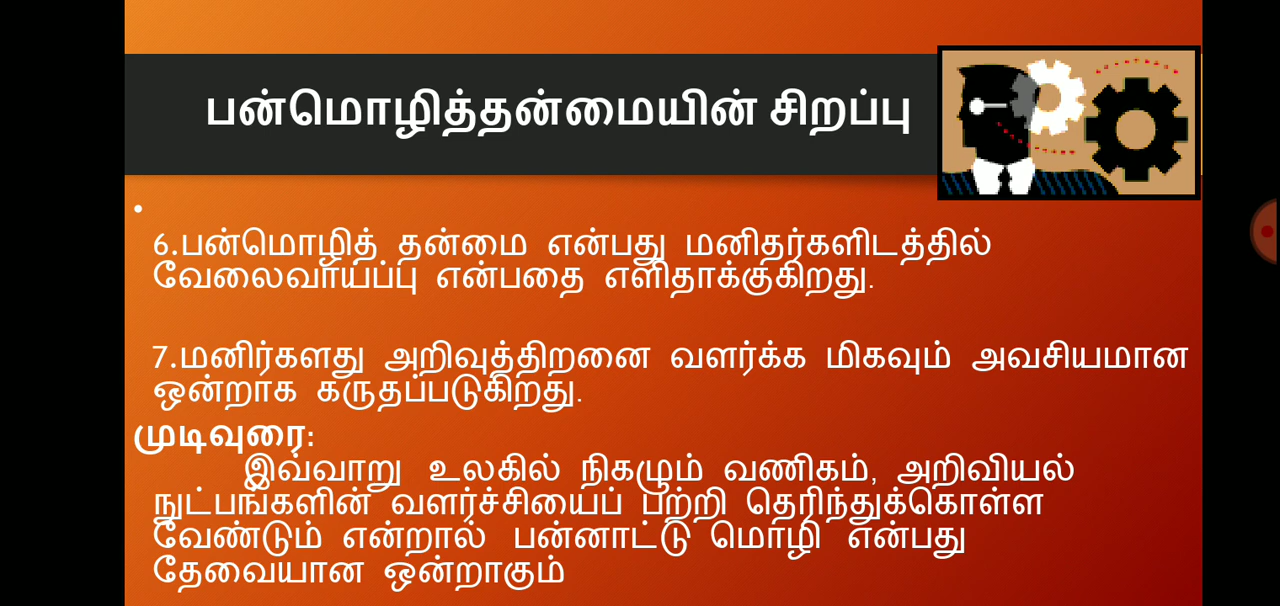 பன்மொழித்தன்மையின் சிறப்பு
•
6.பன்மொழித் தன்மை என்பது மனிதர்களிடத்தில்
வேலைவாய்ப்பு என்பதை எளிதாக்குகிறது.
7.மனிர்களது அறிவுத்திறனை வளர்க்க மிகவும் அவசியமான
ஒன்றாக கருதப்படுகிறது.
முடிவுரை:
இவ்வாறு உலகில் நிகழும் வணிகம், அறிவியல்
நுட்பங்களின் வளர்ச்சியைப் பற்றி தெரிந்துக்கொள்ள
வேண்டும் என்றால் பன்னாட்டு மொழி என்பது
தேவையான ஒன்றாகும்